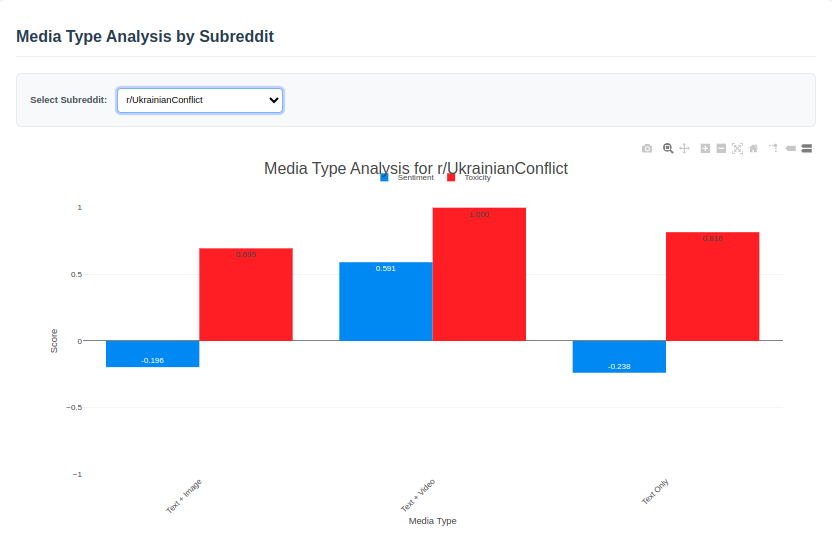 Media Type Analysis by Subreddit
Select Subreddit: r/UkrainianConflict
Media Type Analysis for r/UkrainianConflict
Sentiment Toxicity
1
0.5
0
−0.5
−1
Score
0.695
1.000
0.591
0.816
-0.196
-0.238
Text + Image
Text + Video
Text Only
Media Type